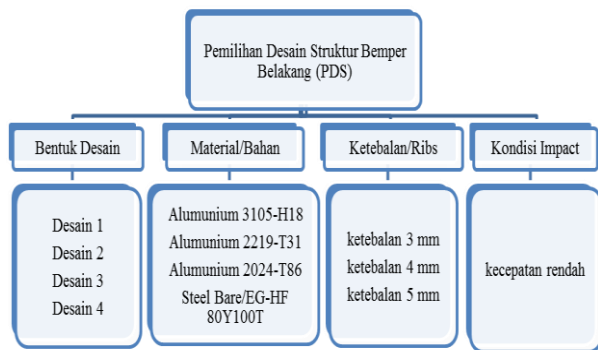 Pemilihan Desain Struktur Bemper
Belakang (PDS)
Bentuk Desain
Material/Bahan
Ketebalan/Ribs
Kondisi Impact
Desain 1
Desain 2
Desain 3
Desain 4
Alumunium 3105-H18
Alumunium 2219-T31
Alumunium 2024-T86
Steel Bare/EG-HF
80Y100T
ketebalan 3 mm
ketebalan 4 mm
ketebalan 5 mm
kecepatan rendah